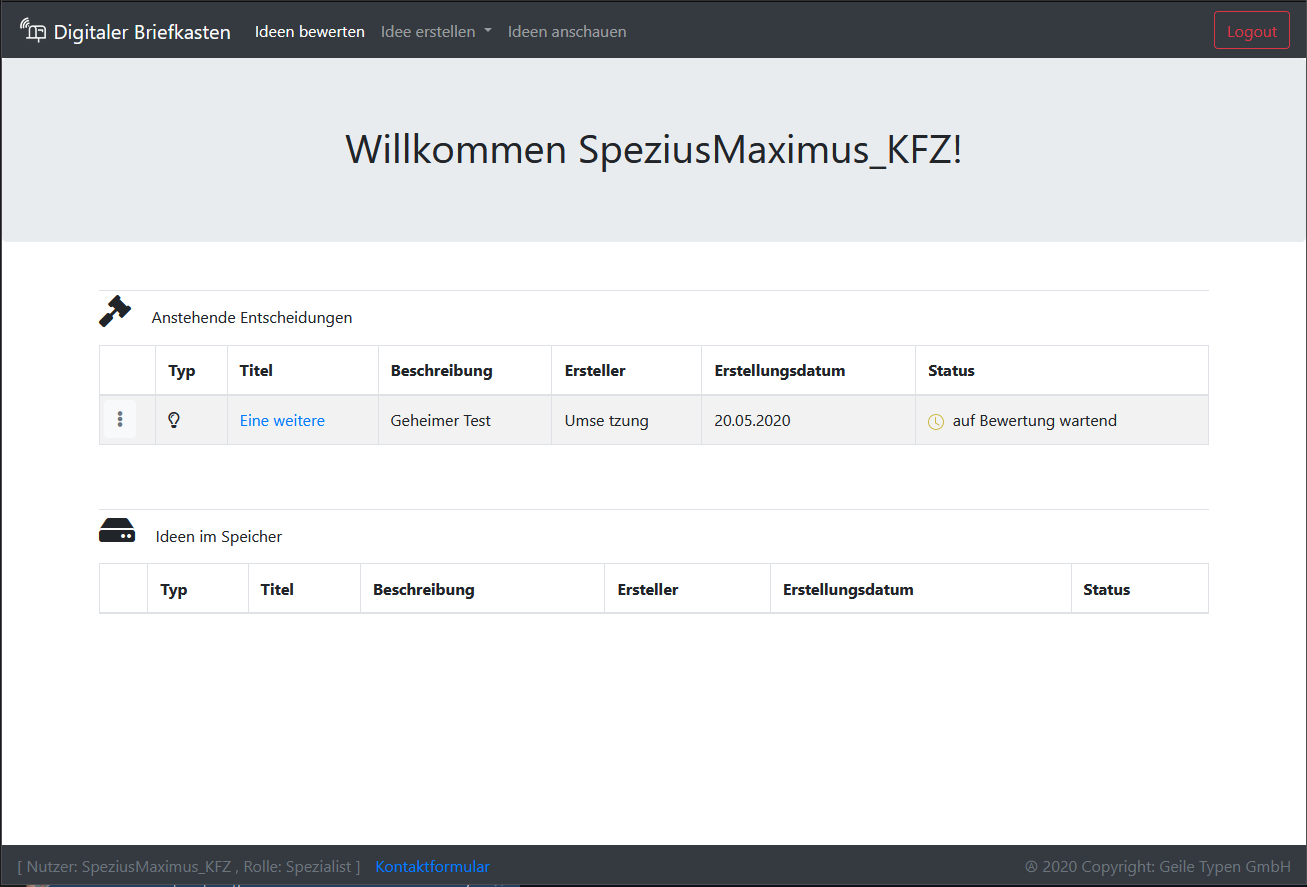 Digitaler Briefkasten Ideen bewerten Idee erstellen Ideen anschauen Logout
Willkommen SpeziusMaximus_KFZ!
Anstehende Entscheidungen
Typ Titel Beschreibung Ersteller Erstellungsdatum Status
Eine weitere Geheimer Test Umse tzung 20.05.2020 auf Bewertung wartend
Ideen im Speicher
Typ Titel Beschreibung Ersteller Erstellungsdatum Status
[ Nutzer: SpeziusMaximus_KFZ , Rolle: Spezialist ] Kontaktformular Ⓐ 2020 Copyright: Geile Typen GmbH